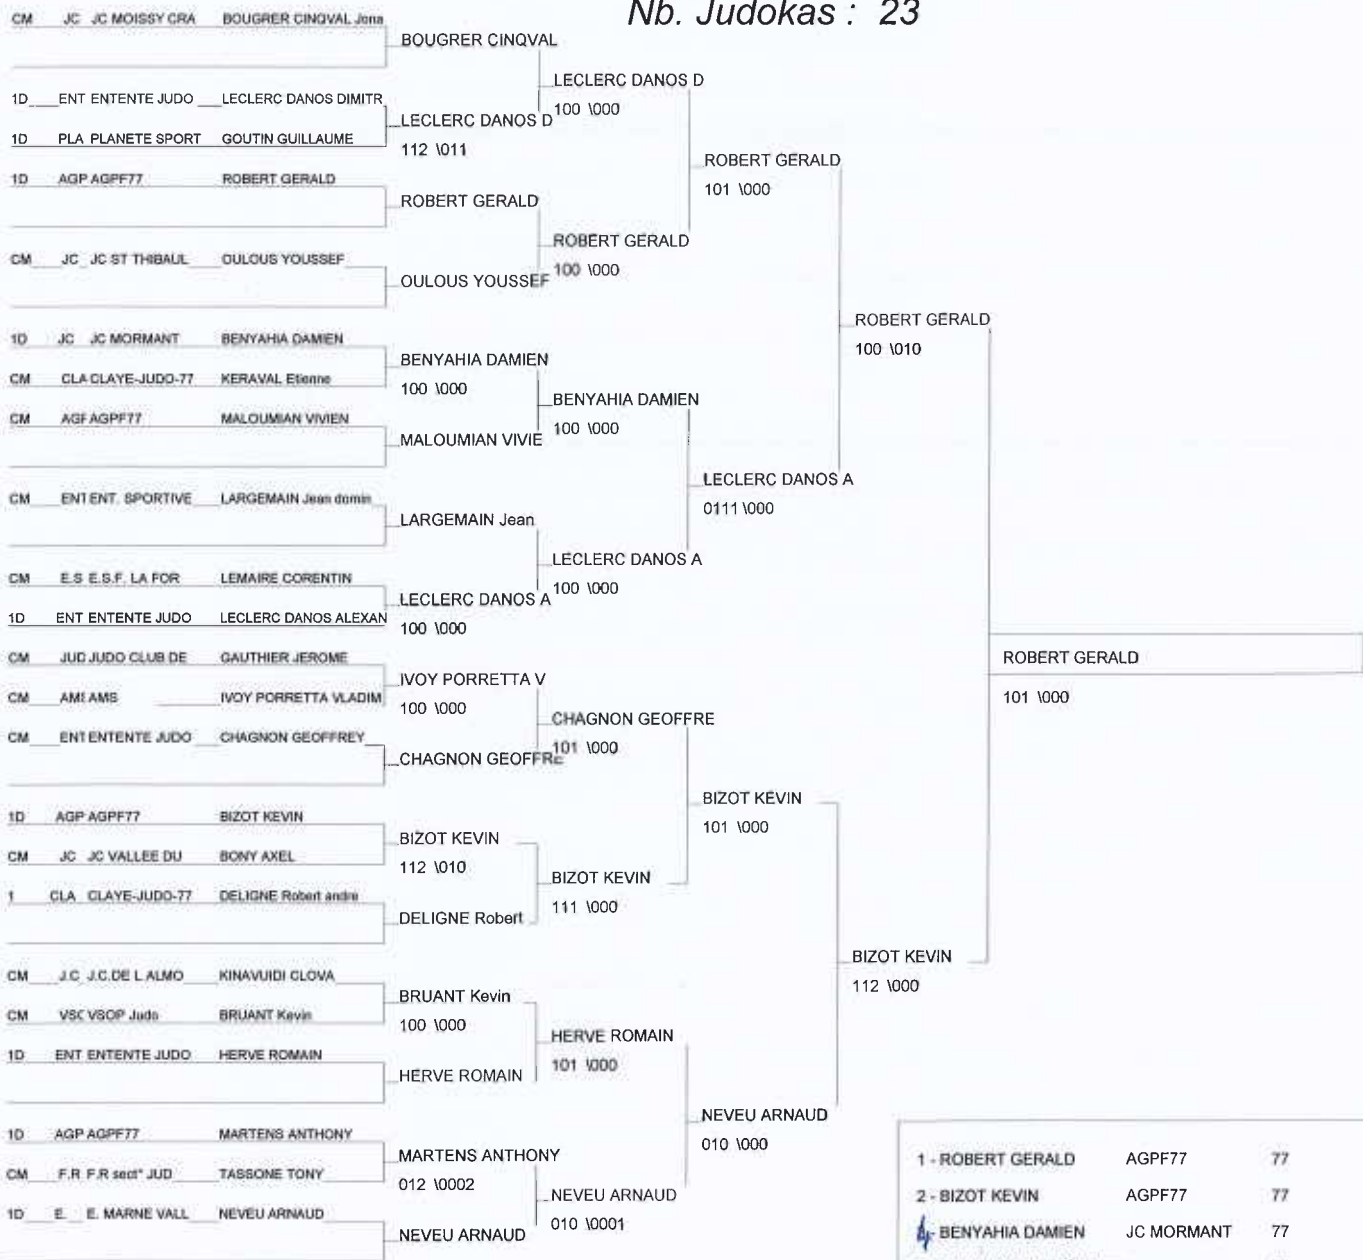 Nb. Judokas : 23
CM JC JC MOISSY CRA BOUGRER CINQVAL Jona
BOUGRER CINQVAL
LECLERC DANOS D
100 \000
1D ENT ENTENTE JUDO LECLERC DANOS DIMITR
LECLERC DANOS D
112 \011
1D PLA PLANETE SPORT GOUTIN GUILLAUME
ROBERT GERALD
101 \000
1D AGP AGPF77 ROBERT GERALD
ROBERT GERALD
ROBERT GERALD
100 \000
CM JC JC ST THIBAUL OULOUS YOUSSEF
OULOUS YOUSSEF
ROBERT GERALD
100 \010
1D JC JC MORMANT BENYAHIA DAMIEN
BENYAHIA DAMIEN
100 \000
CM CLA CLAYE-JUDO-77 KERAVAL Etienne
BENYAHIA DAMIEN
100 \000
CM AGF AGPF77 MALOUMIAN VIVIEN
MALOUMIAN VIVIE
LECLERC DANOS A
0111 \000
CM ENT ENT. SPORTIVE LARGEMAIN Jean domin
LARGEMAIN Jean
LECLERC DANOS A
100 \000
CM E.S E.S.F. LA FOR LEMAIRE CORENTIN
LECLERC DANOS A
100 \000
1D ENT ENTENTE JUDO LECLERC DANOS ALEXAN
ROBERT GERALD
101 \000
CM JUD JUDO CLUB DE GAUTHIER JEROME
IVOY PORRETTA V
100 \000
CM AMS AMS IVOY PORRETTA VLADIM
CHAGNON GEOFFRE
101 \000
CM ENT ENTENTE JUDO CHAGNON GEOFFREY
CHAGNON GEOFFRE
BIZOT KEVIN
101 \000
1D AGP AGPF77 BIZOT KEVIN
BIZOT KEVIN
112 \010
CM JC JC VALLEE DU BONY AXEL
BIZOT KEVIN
111 \000
1 CLA CLAYE-JUDO-77 DELIGNE Robert andre
DELIGNE Robert
BIZOT KEVIN
112 \000
CM J.C J.C.DE L ALMO KINAVUIDI CLOVA
BRUANT Kevin
100 \000
CM VSC VSOP Judo BRUANT Kevin
HERVE ROMAIN
101 \000
1D ENT ENTENTE JUDO HERVE ROMAIN
HERVE ROMAIN
NEVEU ARNAUD
010 \000
1D AGP AGPF77 MARTENS ANTHONY
MARTENS ANTHONY
012 \0002
CM F.R F.R sect° JUD TASSONE TONY
NEVEU ARNAUD
010 \0001
1D E. E. MARNE VALL NEVEU ARNAUD
NEVEU ARNAUD
1 - ROBERT GERALD AGPF77 77
2 - BIZOT KEVIN AGPF77 77
BENYAHIA DAMIEN JC MORMANT 77